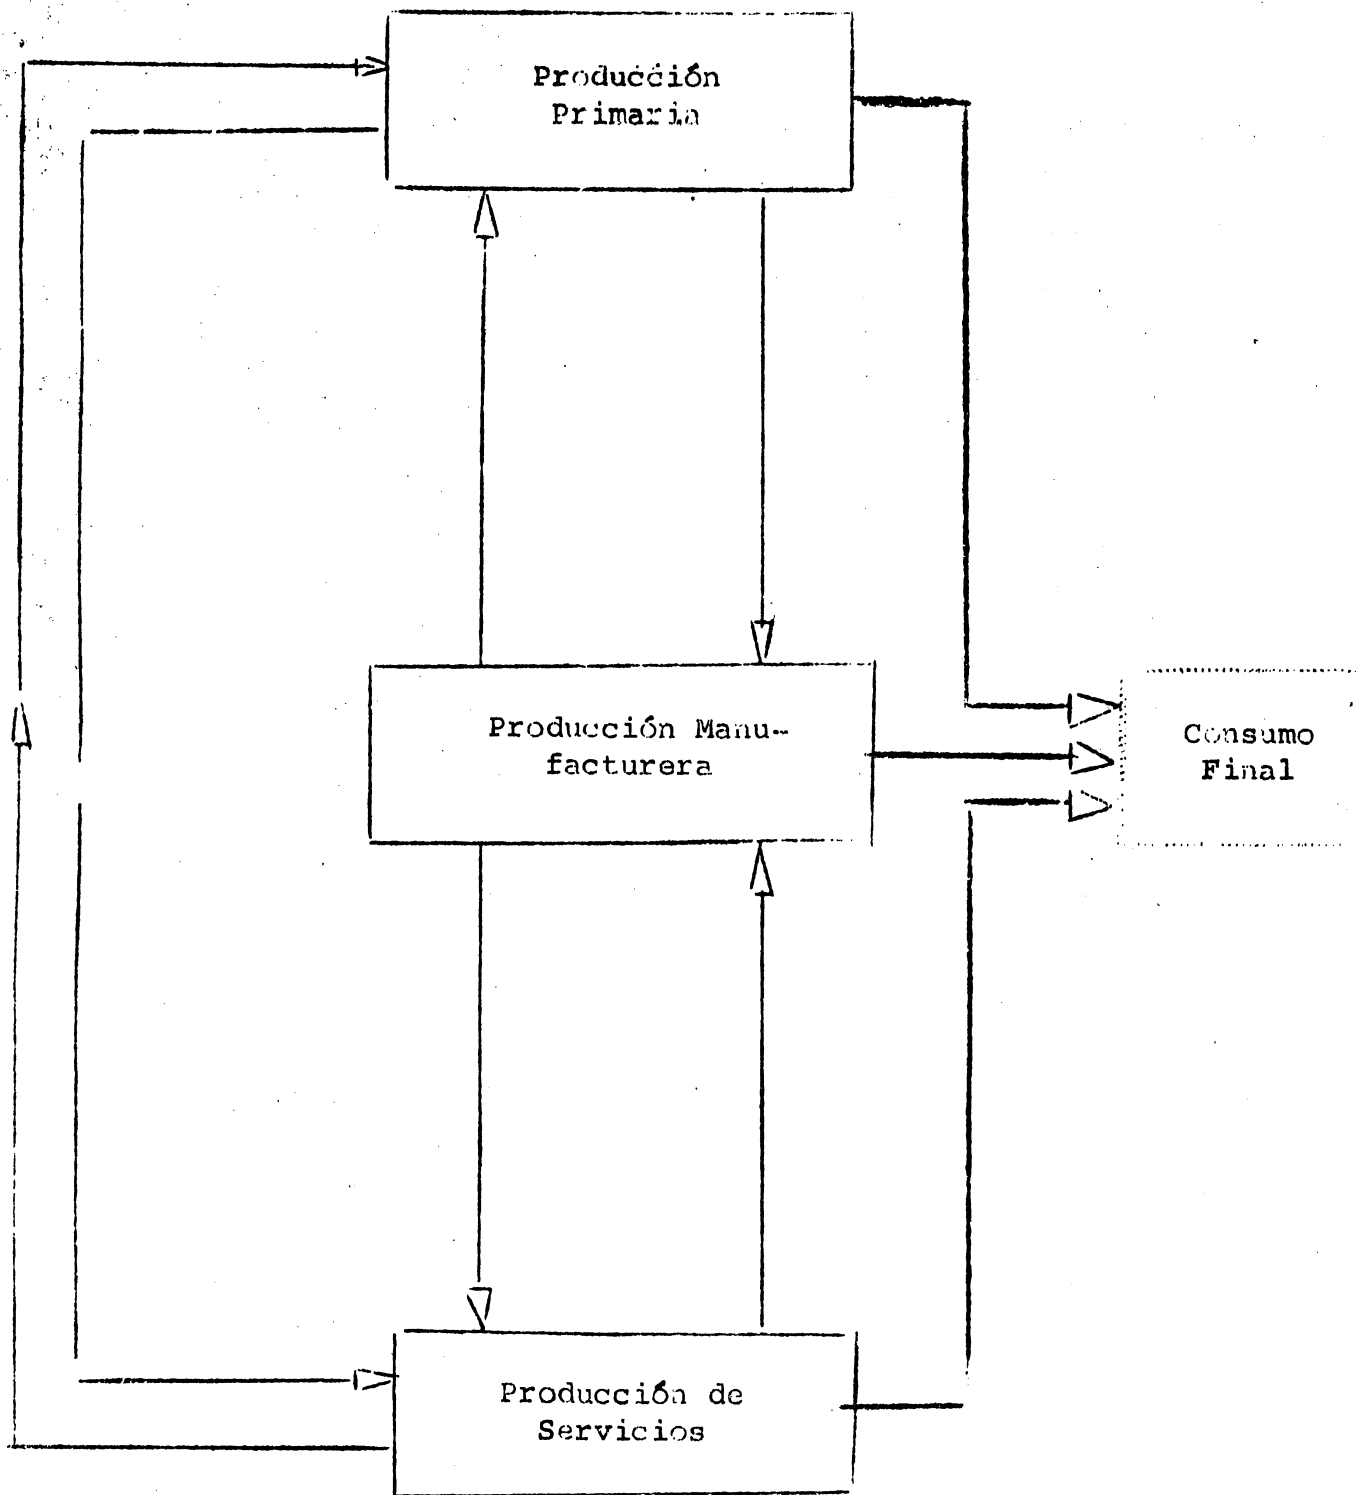 Producción
Primaria
Producción Manu-
facturera
Consumo
Final
Producción de
Servicios